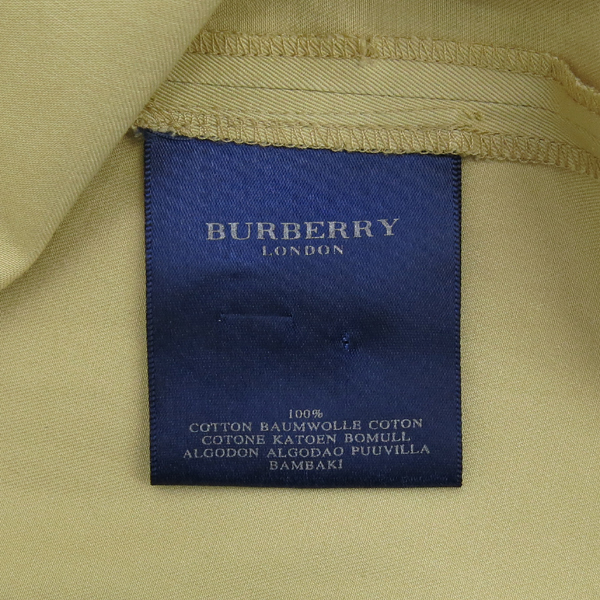 BURBERRY
LONDON
100%
COTTON BAUMWOLLE COTON
COTONE KATOEN BOMULL
ALGODON ALGODAO PUUVILLA
BAMBAKI